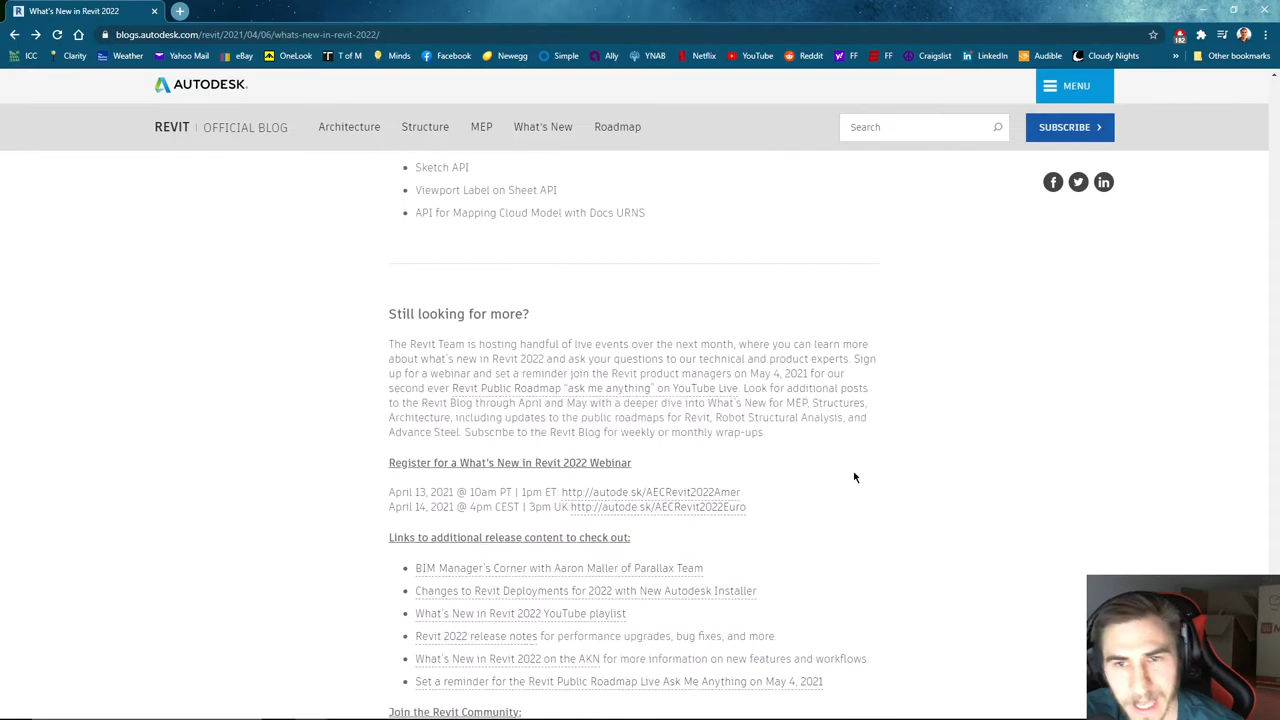 What's New in Revit 2022
blogs.autodesk.com/revit/2021/04/06/whats-new-in-revit-2022/
182
ICC Clarity Weather Yahoo Mail eBay OneLook T of M Minds Facebook Newegg Simple Ally YNAB Netflix YouTube Reddit FF FF Craigslist LinkedIn Audible Cloudy Nights » Other bookmarks
AUTODESK. MENU
REVIT | OFFICIAL BLOG Architecture Structure MEP What's New Roadmap Search SUBSCRIBE
Sketch API
Viewport Label on Sheet API
API for Mapping Cloud Model with Docs URNS
Still looking for more?
The Revit Team is hosting handful of live events over the next month, where you can learn more
about what's new in Revit 2022 and ask your questions to our technical and product experts. Sign
up for a webinar and set a reminder join the Revit product managers on May 4, 2021 for our
second ever Revit Public Roadmap “ask me anything” on YouTube Live. Look for additional posts
to the Revit Blog through April and May with a deeper dive into What's New for MEP, Structures,
Architecture, including updates to the public roadmaps for Revit, Robot Structural Analysis, and
Advance Steel. Subscribe to the Revit Blog for weekly or monthly wrap-ups.
Register for a What's New in Revit 2022 Webinar
April 13, 2021 @ 10am PT | 1pm ET: http://autode.sk/AECRevit2022Amer
April 14, 2021 @ 4pm CEST | 3pm UK:http://autode.sk/AECRevit2022Euro
Links to additional release content to check out:
BIM Manager's Corner with Aaron Maller of Parallax Team
Changes to Revit Deployments for 2022 with New Autodesk Installer
What's New in Revit 2022 YouTube playlist
Revit 2022 release notes for performance upgrades, bug fixes, and more
What's New in Revit 2022 on the AKN for more information on new features and workflows.
Set a reminder for the Revit Public Roadmap Live Ask Me Anything on May 4, 2021
Join the Revit Community: